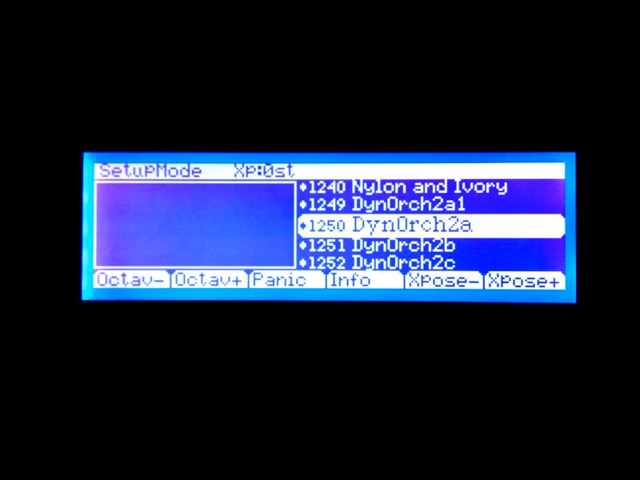 SetupMode Xp:0st
♦1240 Nylon and Ivory
♦1249 DynOrch2a1
♦1250 DynOrch2a
♦1251 DynOrch2b
♦1252 DynOrch2c
Octav- Octav+ Panic Info Xpose- Xpose+